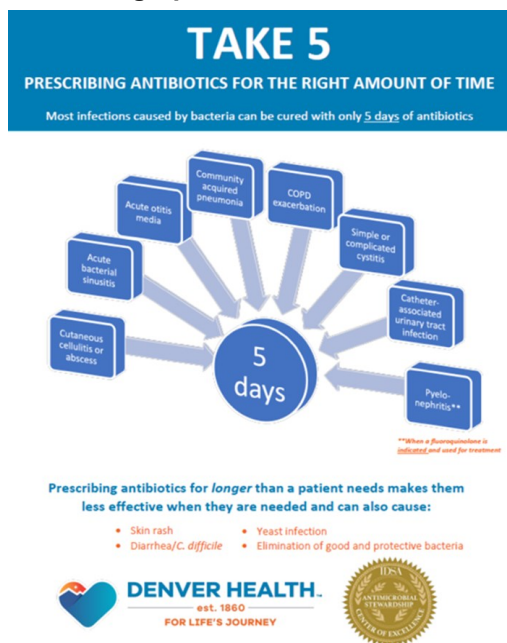 TAKE 5
PRESCRIBING ANTIBIOTICS FOR THE RIGHT AMOUNT OF TIME
Most infections caused by bacteria can be cured with only 5 days of antibiotics
Cutaneous
cellulitis or
abscess
Acute
bacterial
sinusitis
Acute otitis
media
Community
acquired
pneumonia
COPD
exacerbation
Simple or
complicated
cystitis
Catheter-
associated
urinary tract
infection
Pyelo-
nephritis**
5
days
**When a fluoroquinolone is
indicated and used for treatment
Prescribing antibiotics for longer than a patient needs makes them
less effective when they are needed and can also cause:
• Skin rash
• Diarrhea/C. difficile
• Yeast infection
• Elimination of good and protective bacteria
DENVER HEALTH™
est. 1860
FOR LIFE'S JOURNEY
IDSA
ANTIMICROBIAL
STEWARDSHIP
CENTER OF EXCELLENCE